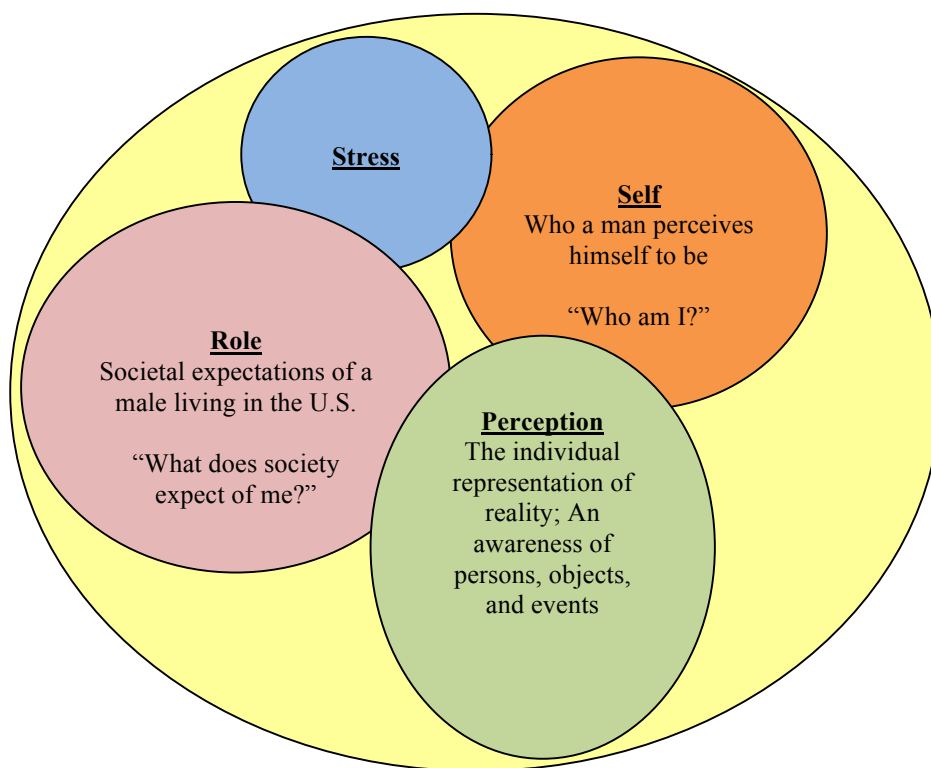 Stress
Self
Who a man perceives
himself to be
“Who am I?”
Role
Societal expectations of a
male living in the U.S.
“What does society
expect of me?”
Perception
The individual
representation of
reality; An
awareness of
persons, objects,
and events